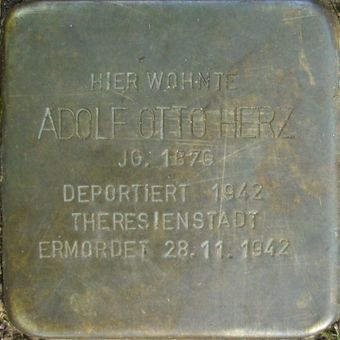 HIER WOHNTE
ADOLF OTTO HERZ
JG. 1876
DEPORTIERT 1942
THERESIENSTADT
ERMORDET 28.11.1942